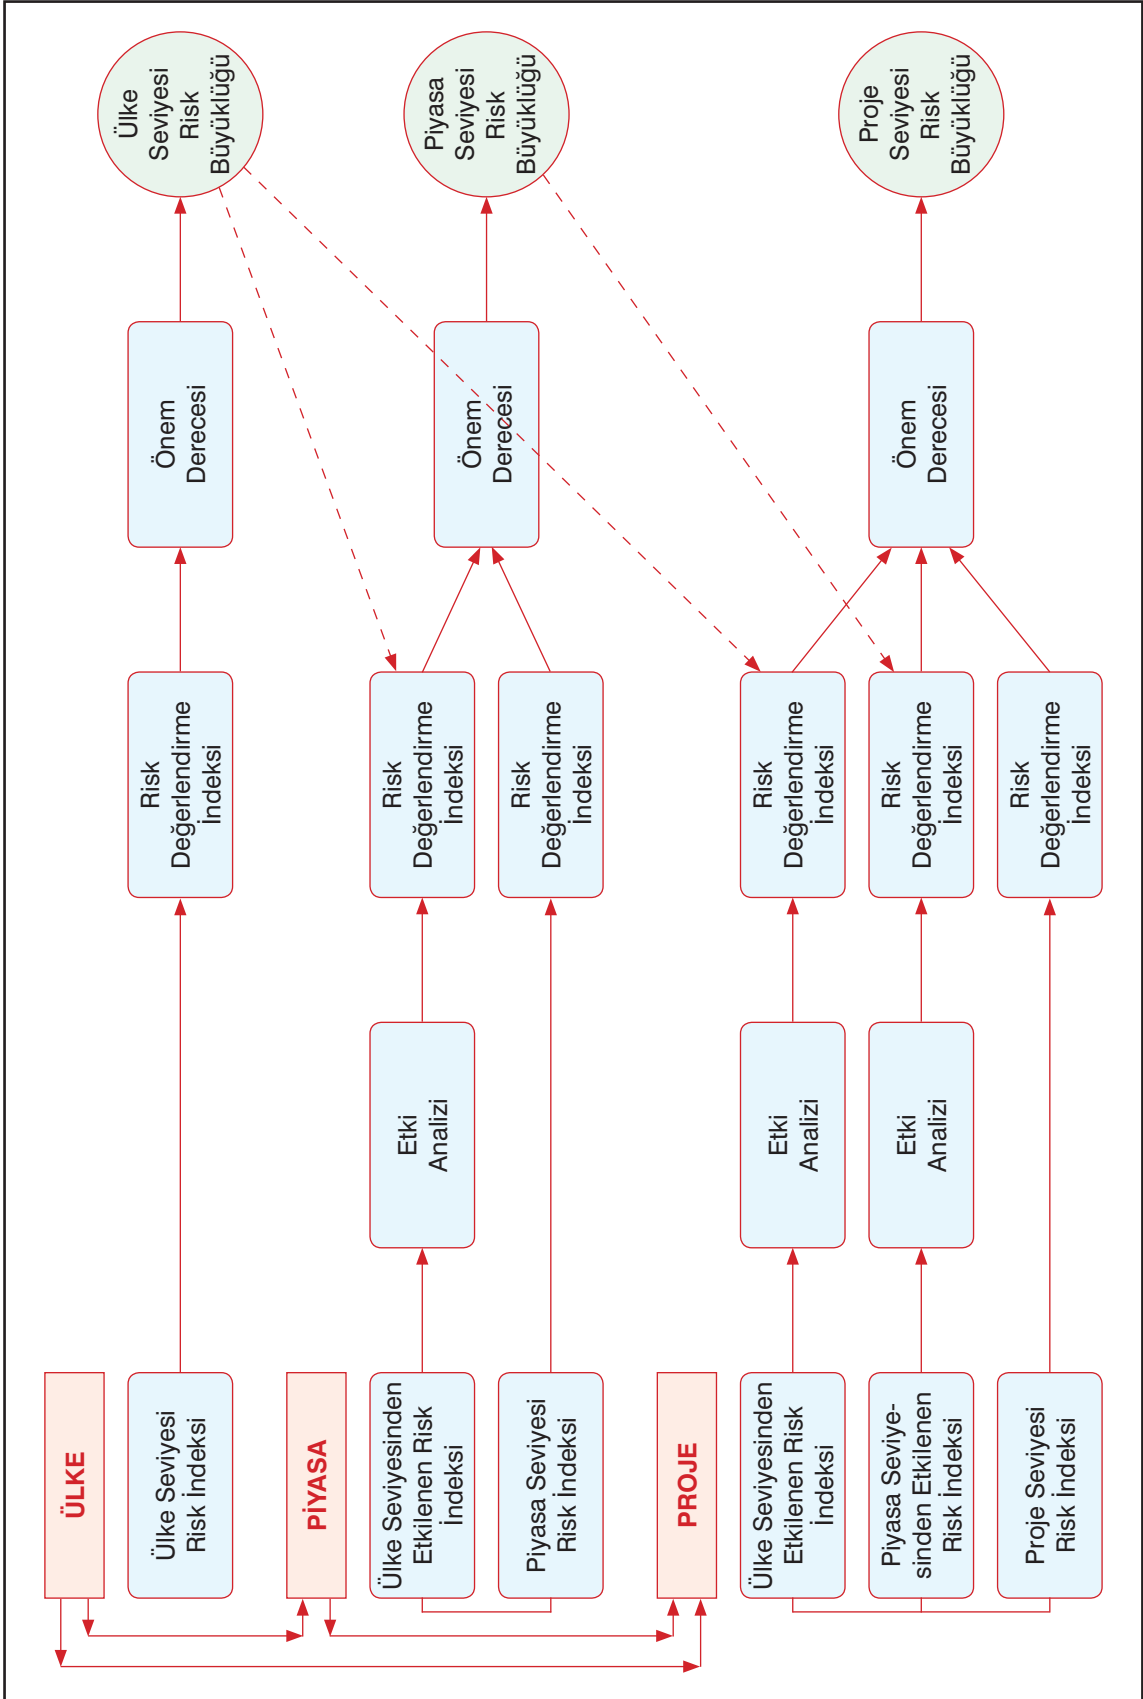 ÜLKE
Ülke Seviyesi
Risk İndeksi
Risk
Değerlendirme
İndeksi
Önem
Derecesi
Ülke
Seviyesi
Risk
Büyüklüğü
PİYASA
Ülke Seviyesinden
Etkilenen Risk
İndeksi
Etki
Analizi
Risk
Değerlendirme
İndeksi
Piyasa Seviyesi
Risk İndeksi
Risk
Değerlendirme
İndeksi
Önem
Derecesi
Piyasa
Seviyesi
Risk
Büyüklüğü
PROJE
Ülke Seviyesinden
Etkilenen Risk
İndeksi
Etki
Analizi
Risk
Değerlendirme
İndeksi
Piyasa Seviye-
sinden Etkilenen
Risk İndeksi
Etki
Analizi
Risk
Değerlendirme
İndeksi
Proje Seviyesi
Risk İndeksi
Risk
Değerlendirme
İndeksi
Önem
Derecesi
Proje
Seviyesi
Risk
Büyüklüğü